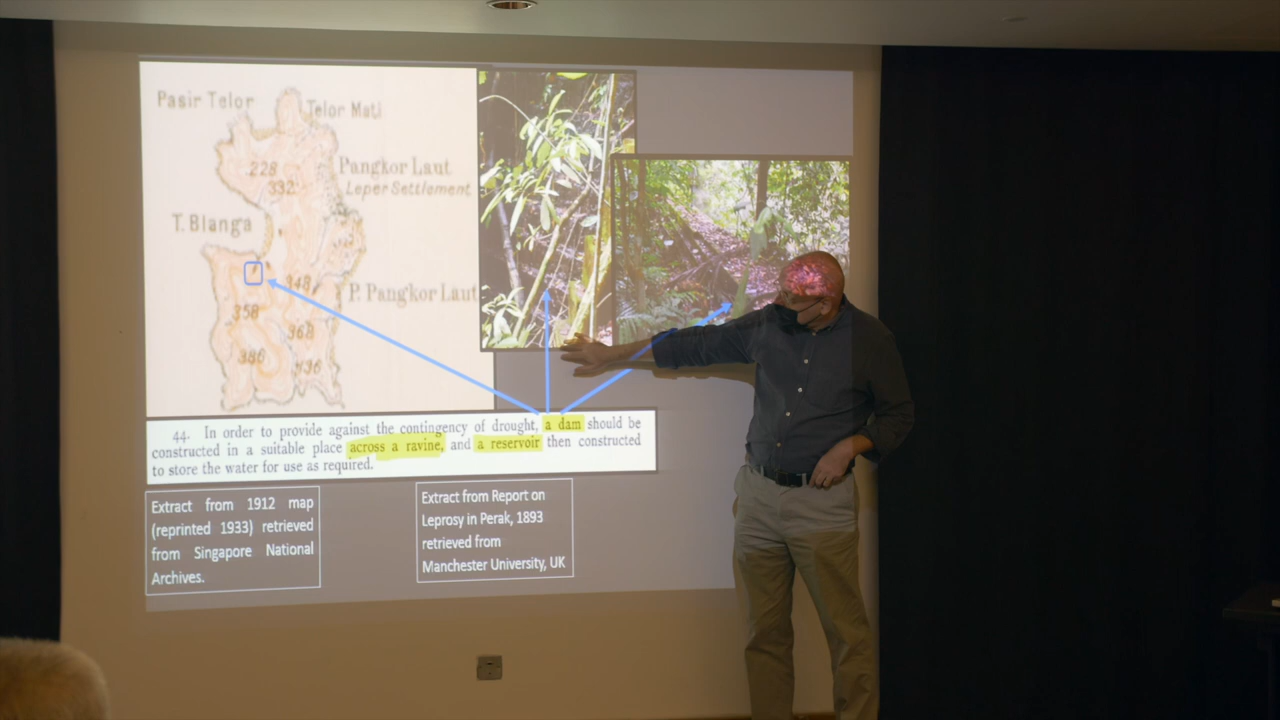 Pasir Telor
Telor Mati
228
332
Pangkor Laut
Leper Settlement
T. Blanga
348
P. Pangkor Laut
358
368
386
436
44. In order to provide against the contingency of drought, a dam should be
constructed in a suitable place across a ravine, and a reservoir then constructed
to store the water for use as required.
Extract from 1912 map
(reprinted 1933) retrieved
from Singapore National
Archives.
Extract from Report on
Leprosy in Perak, 1893
retrieved from
Manchester University, UK